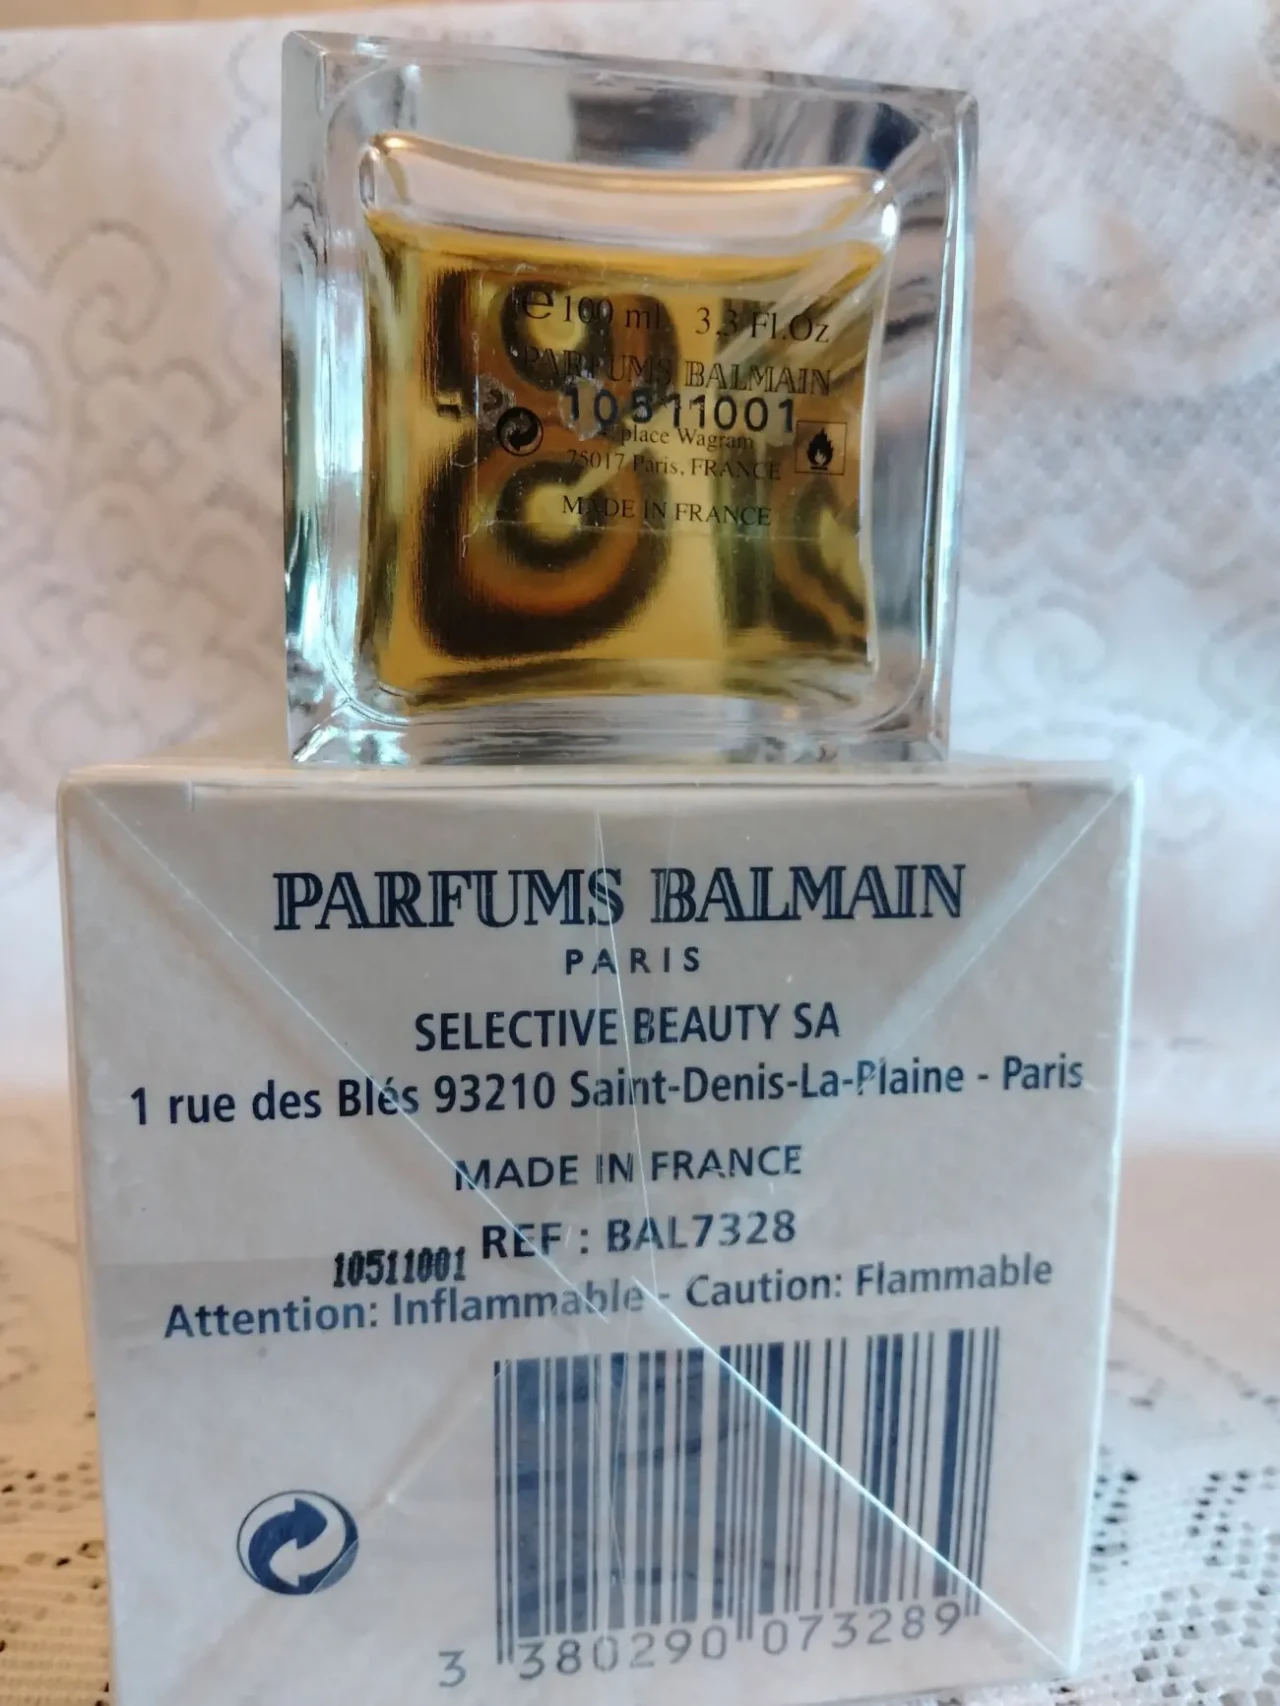 e 100 ml 3.3 Fl.Oz
PARFUMS BALMAIN
10511001
place Wagram
75017 Paris, FRANCE
MADE IN FRANCE
PARFUMS BALMAIN
PARIS
SELECTIVE BEAUTY SA
1 rue des Blés 93210 Saint-Denis-La-Plaine - Paris
MADE IN FRANCE
REF : BAL7328
10511001
Attention: Inflammable - Caution: Flammable
3 380290 073289